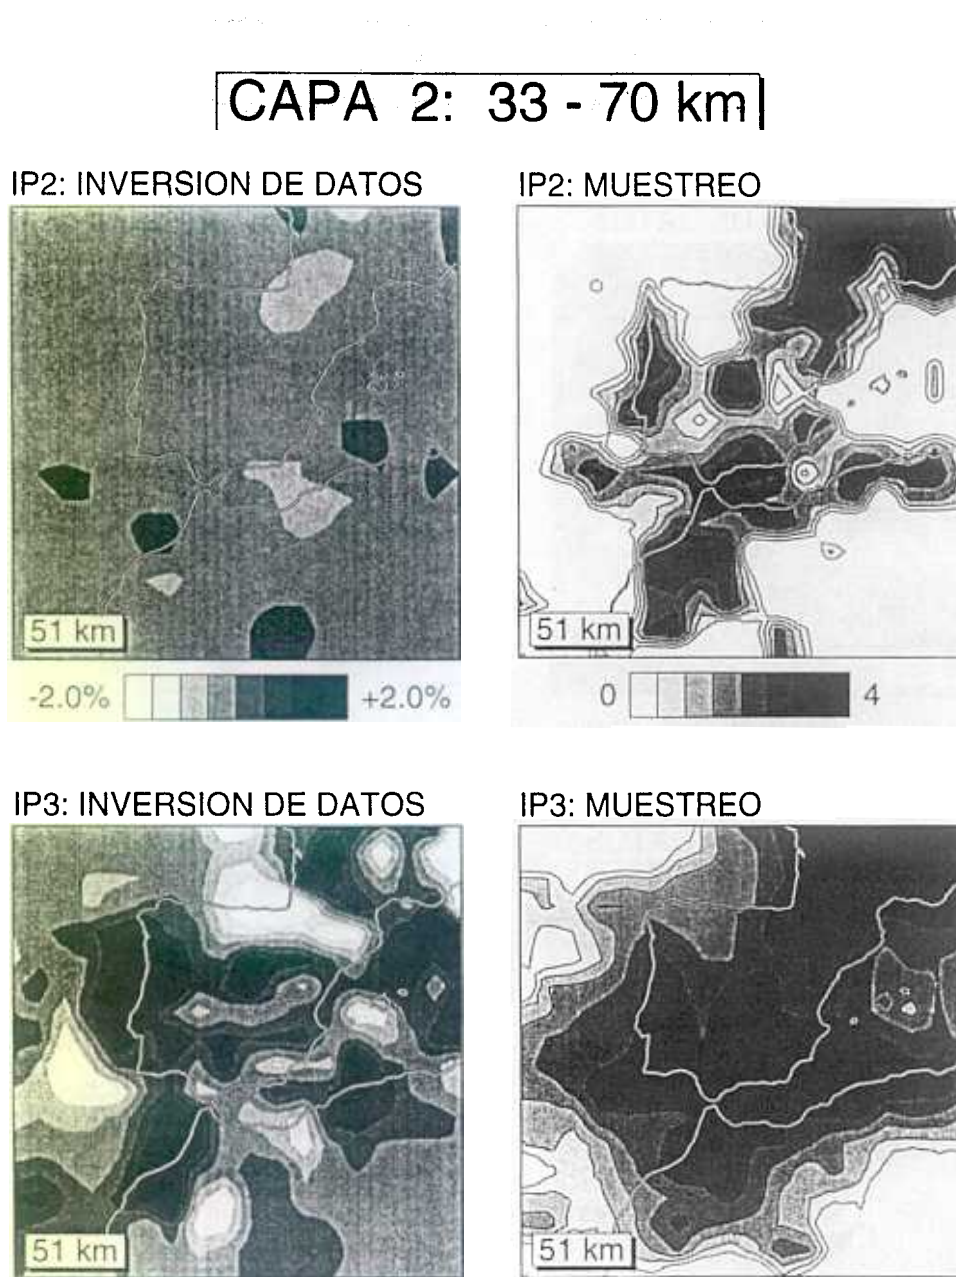 CAPA 2: 33 - 70 km
IP2: INVERSION DE DATOS
IP2: MUESTREO
51 km
51 km
-2.0% +2.0%
0 4
IP3: INVERSION DE DATOS
IP3: MUESTREO
51 km
51 km